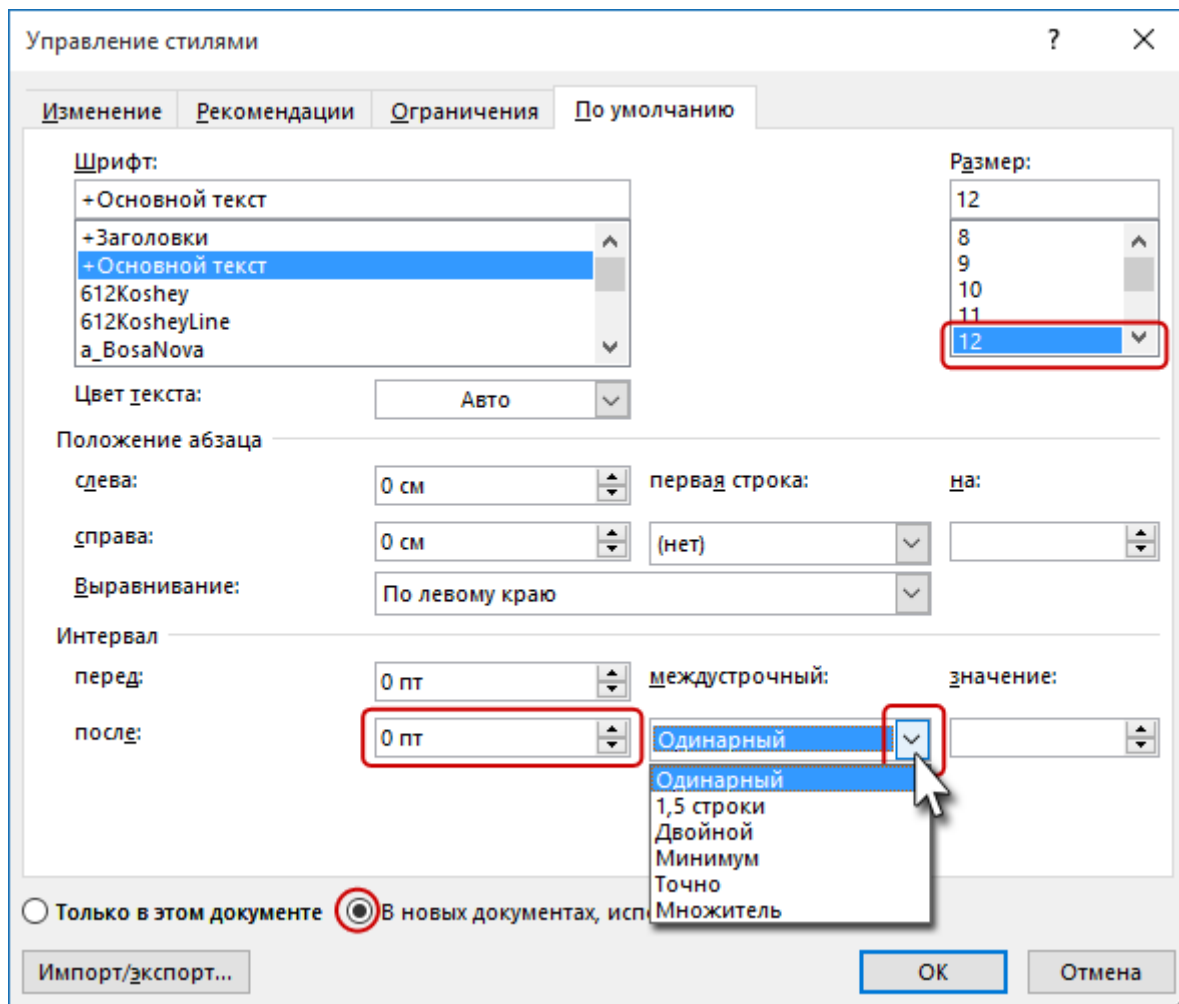 Управление стилями ?
Изменение Рекомендации Ограничения По умолчанию
Шрифт: Размер:
+Основной текст 12
+Заголовки 8
+Основной текст 9
612Koshey 10
612KosheyLine 11
a_BosaNova 12
Цвет текста: Авто
Положение абзаца
слева: 0 см первая строка: на:
справа: 0 см (нет)
Выравнивание: По левому краю
Интервал
перед: 0 пт междустрочный: значение:
после: 0 пт Одинарный
Одинарный
1,5 строки
Двойной
Минимум
Точно
Множитель
Только в этом документе В новых документах,
Импорт/экспорт... ОК Отмена